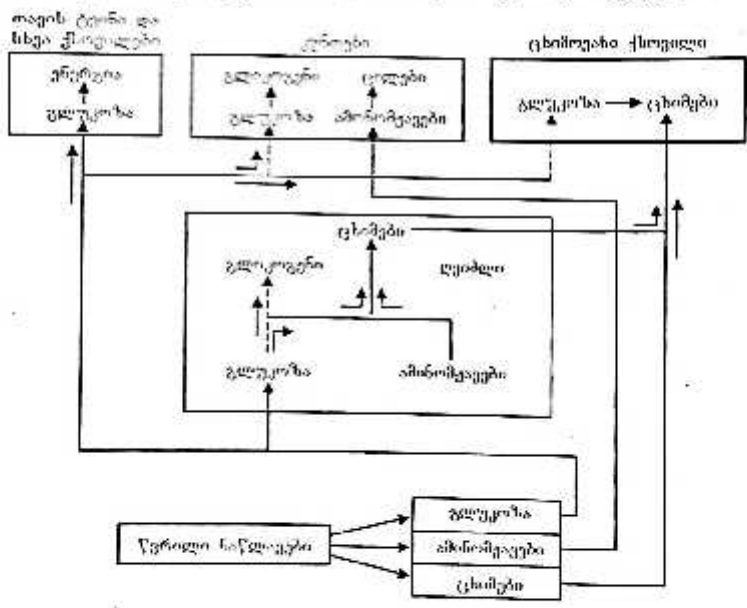 თავის ტვინი და
სხვა ქსოვილები
კუნთები
ცხიმოვანი ქსოვილი
ენერგია
გლუკოზა
გლიკოგენი
ცილები
გლუკოზა
ამინომჟავები
გლუკოზა
ცხიმები
ცხიმები
გლიკოგენი
ღვიძლი
გლუკოზა
ამინომჟავები
წვრილი ნაწლავები
გლუკოზა
ამინომჟავები
ცხიმები